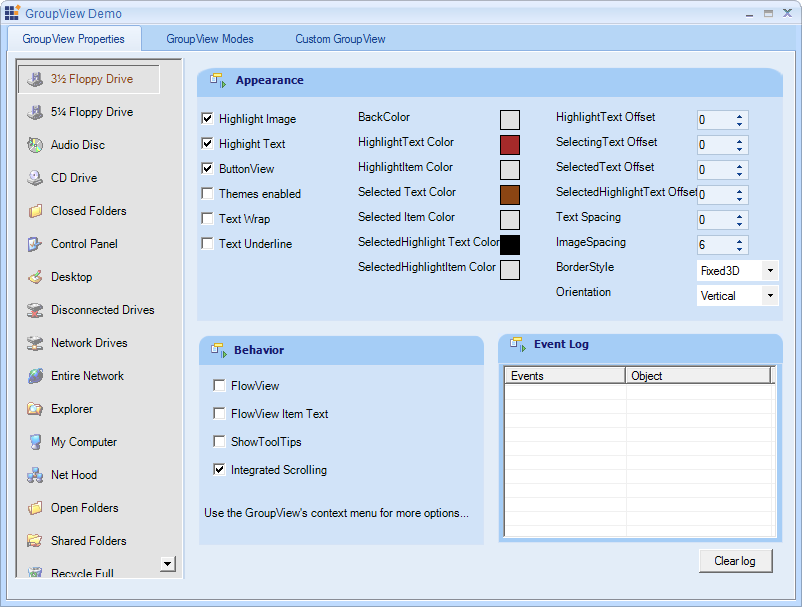 GroupView Demo
GroupView Properties
GroupView Modes
Custom GroupView
3½ Floppy Drive
5¼ Floppy Drive
Audio Disc
CD Drive
Closed Folders
Control Panel
Desktop
Disconnected Drives
Network Drives
Entire Network
Explorer
My Computer
Net Hood
Open Folders
Shared Folders
Recycle Full
Appearance
Highlight Image
Highight Text
ButtonView
Themes enabled
Text Wrap
Text Underline
BackColor
HighlightText Color
HighlightItem Color
Selected Text Color
Selected Item Color
SelectedHighlight Text Color
SelectedHighlightItem Color
HighlightText Offset 0
SelectingText Offset 0
SelectedText Offset 0
SelectedHighlightText Offset 0
Text Spacing 0
ImageSpacing 6
BorderStyle Fixed3D
Orientation Vertical
Behavior
FlowView
FlowView Item Text
ShowToolTips
Integrated Scrolling
Use the GroupView's context menu for more options...
Event Log
Events Object
Clear log